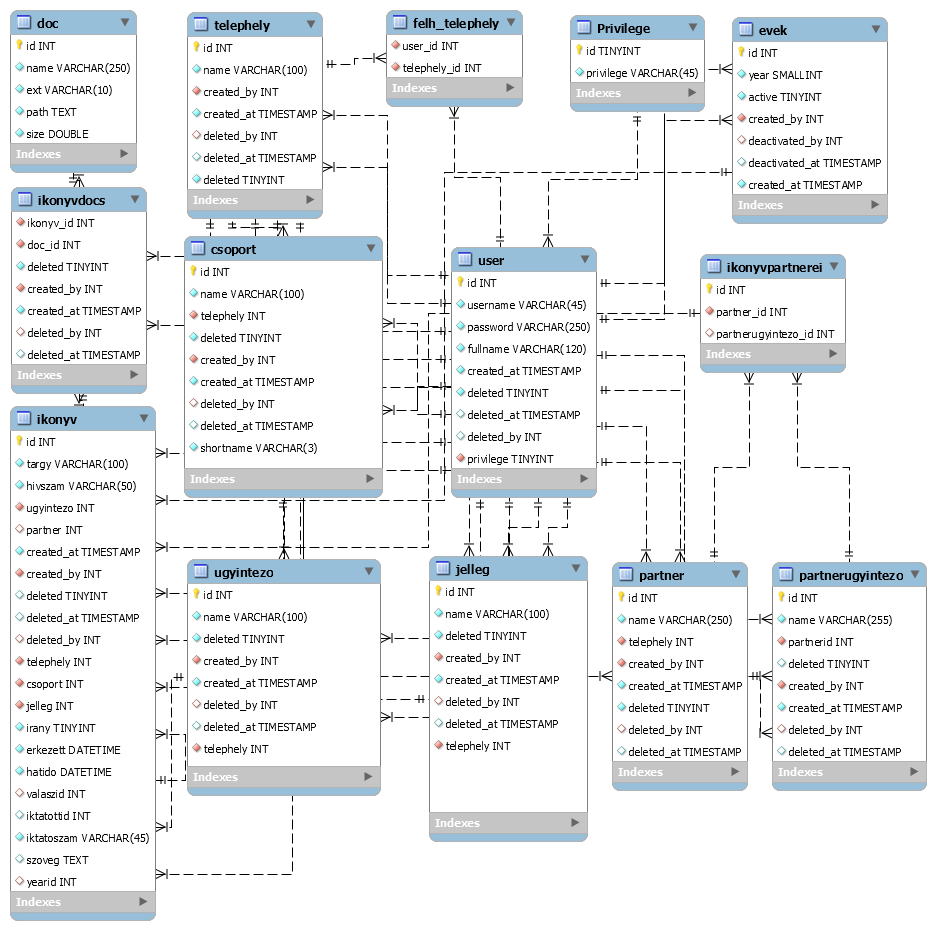 doc
id INT
name VARCHAR(250)
ext VARCHAR(10)
path TEXT
size DOUBLE
Indexes
telephely
id INT
name VARCHAR(100)
created_by INT
created_at TIMESTAMP
deleted_by INT
deleted_at TIMESTAMP
deleted TINYINT
Indexes
felh_telephely
user_id INT
telephely_id INT
Indexes
Privilege
id TINYINT
privilege VARCHAR(45)
Indexes
evek
id INT
year SMALLINT
active TINYINT
created_by INT
deactivated_by INT
deactivated_at TIMESTAMP
created_at TIMESTAMP
Indexes
ikonyvdocs
ikonyv_id INT
doc_id INT
deleted TINYINT
created_by INT
created_at TIMESTAMP
deleted_by INT
deleted_at TIMESTAMP
Indexes
csoport
id INT
name VARCHAR(100)
telephely INT
deleted TINYINT
created_by INT
created_at TIMESTAMP
deleted_by INT
deleted_at TIMESTAMP
shortname VARCHAR(3)
Indexes
user
id INT
username VARCHAR(45)
password VARCHAR(250)
fullname VARCHAR(120)
created_at TIMESTAMP
deleted TINYINT
deleted_at TIMESTAMP
deleted_by INT
privilege TINYINT
Indexes
ikonyvpartnerei
id INT
partner_id INT
partnerugyintezo_id INT
Indexes
ikonyv
id INT
targy VARCHAR(100)
hivszam VARCHAR(50)
ugyintezo INT
partner INT
created_at TIMESTAMP
created_by INT
deleted TINYINT
deleted_at TIMESTAMP
deleted_by INT
telephely INT
csoport INT
jelleg INT
irany TINYINT
erkezett DATETIME
hatido DATETIME
valaszid INT
iktatottid INT
iktatoszam VARCHAR(45)
szoveg TEXT
yearid INT
Indexes
ugyintezo
id INT
name VARCHAR(100)
deleted TINYINT
created_by INT
created_at TIMESTAMP
deleted_by INT
deleted_at TIMESTAMP
telephely INT
Indexes
jelleg
id INT
name VARCHAR(100)
deleted TINYINT
created_by INT
created_at TIMESTAMP
deleted_by INT
deleted_at TIMESTAMP
telephely INT
Indexes
partner
id INT
name VARCHAR(250)
telephely INT
created_by INT
created_at TIMESTAMP
deleted TINYINT
deleted_by INT
deleted_at TIMESTAMP
Indexes
partnerugyintezo
id INT
name VARCHAR(255)
partnerid INT
deleted TINYINT
created_by INT
created_at TIMESTAMP
deleted_by INT
deleted_at TIMESTAMP
Indexes